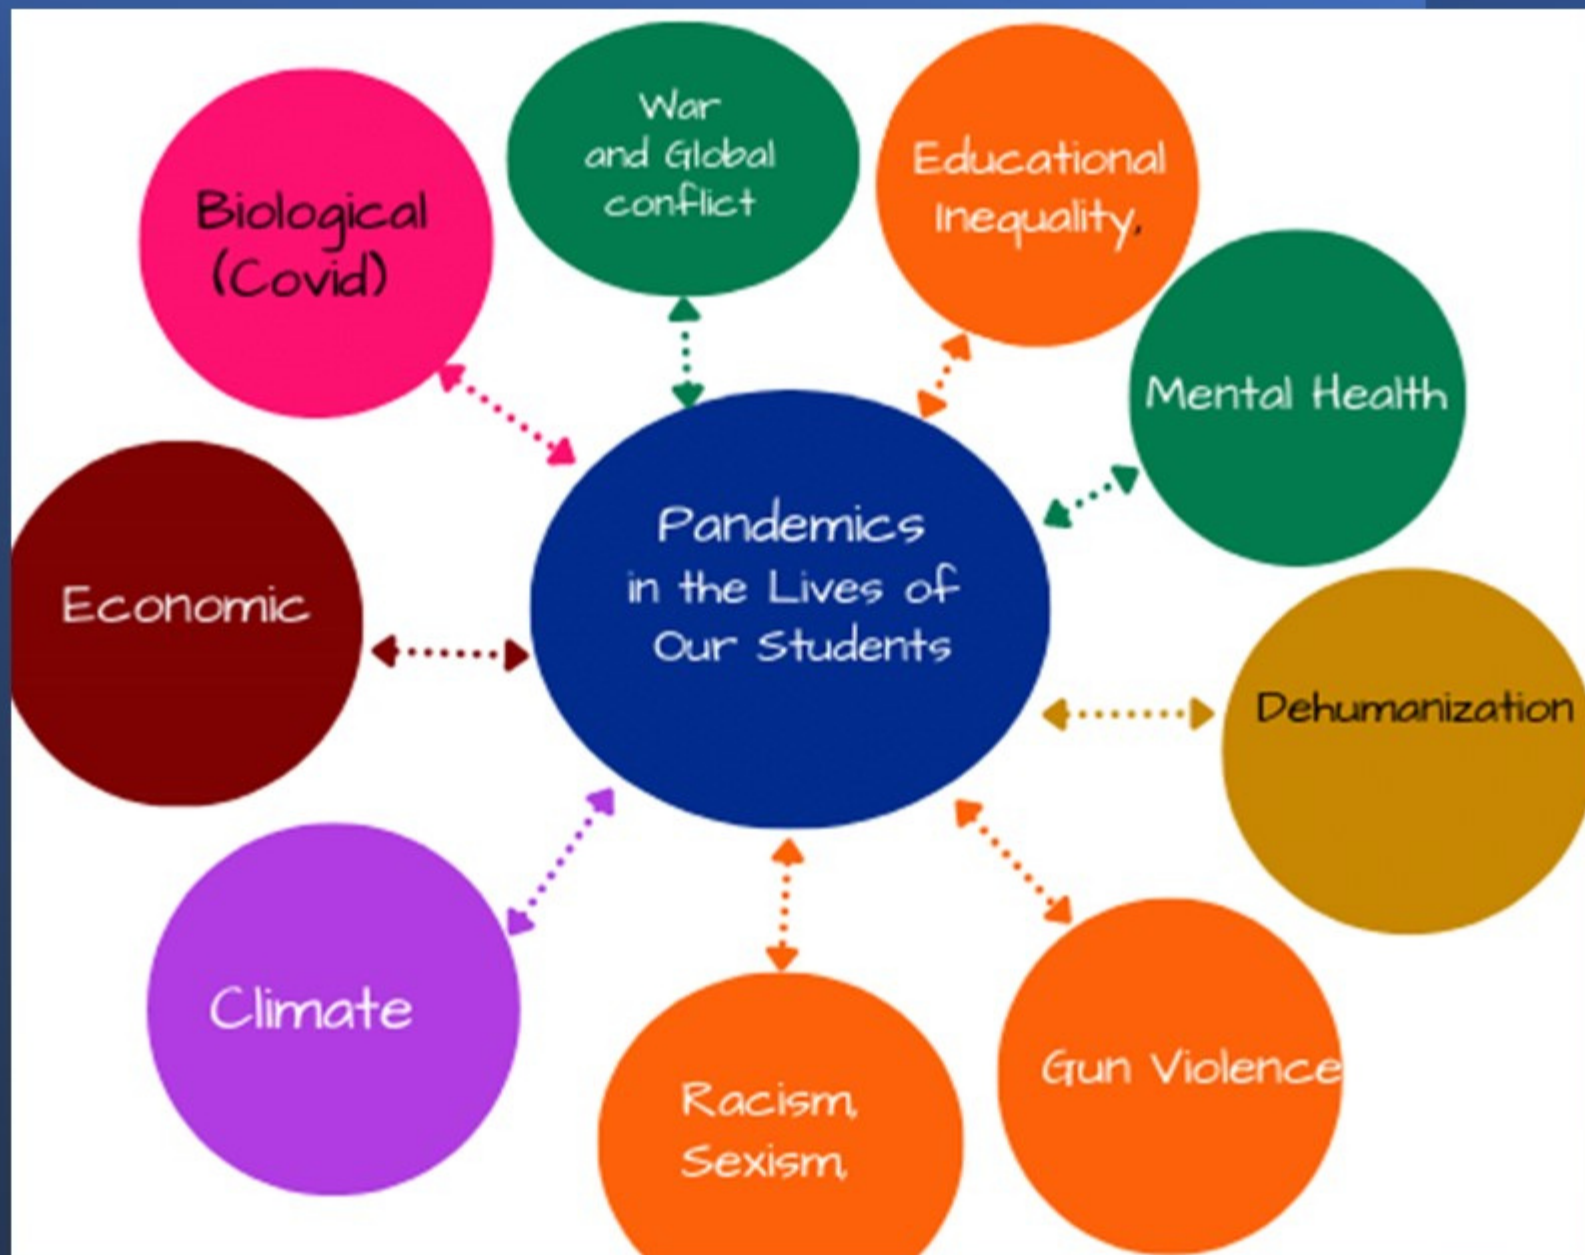 War
and Global
conflict
Educational
Inequality,
Biological
(Covid)
Mental Health
Pandemics
in the Lives of
Our Students
Economic
Dehumanization
Climate
Racism,
Sexism,
Gun Violence